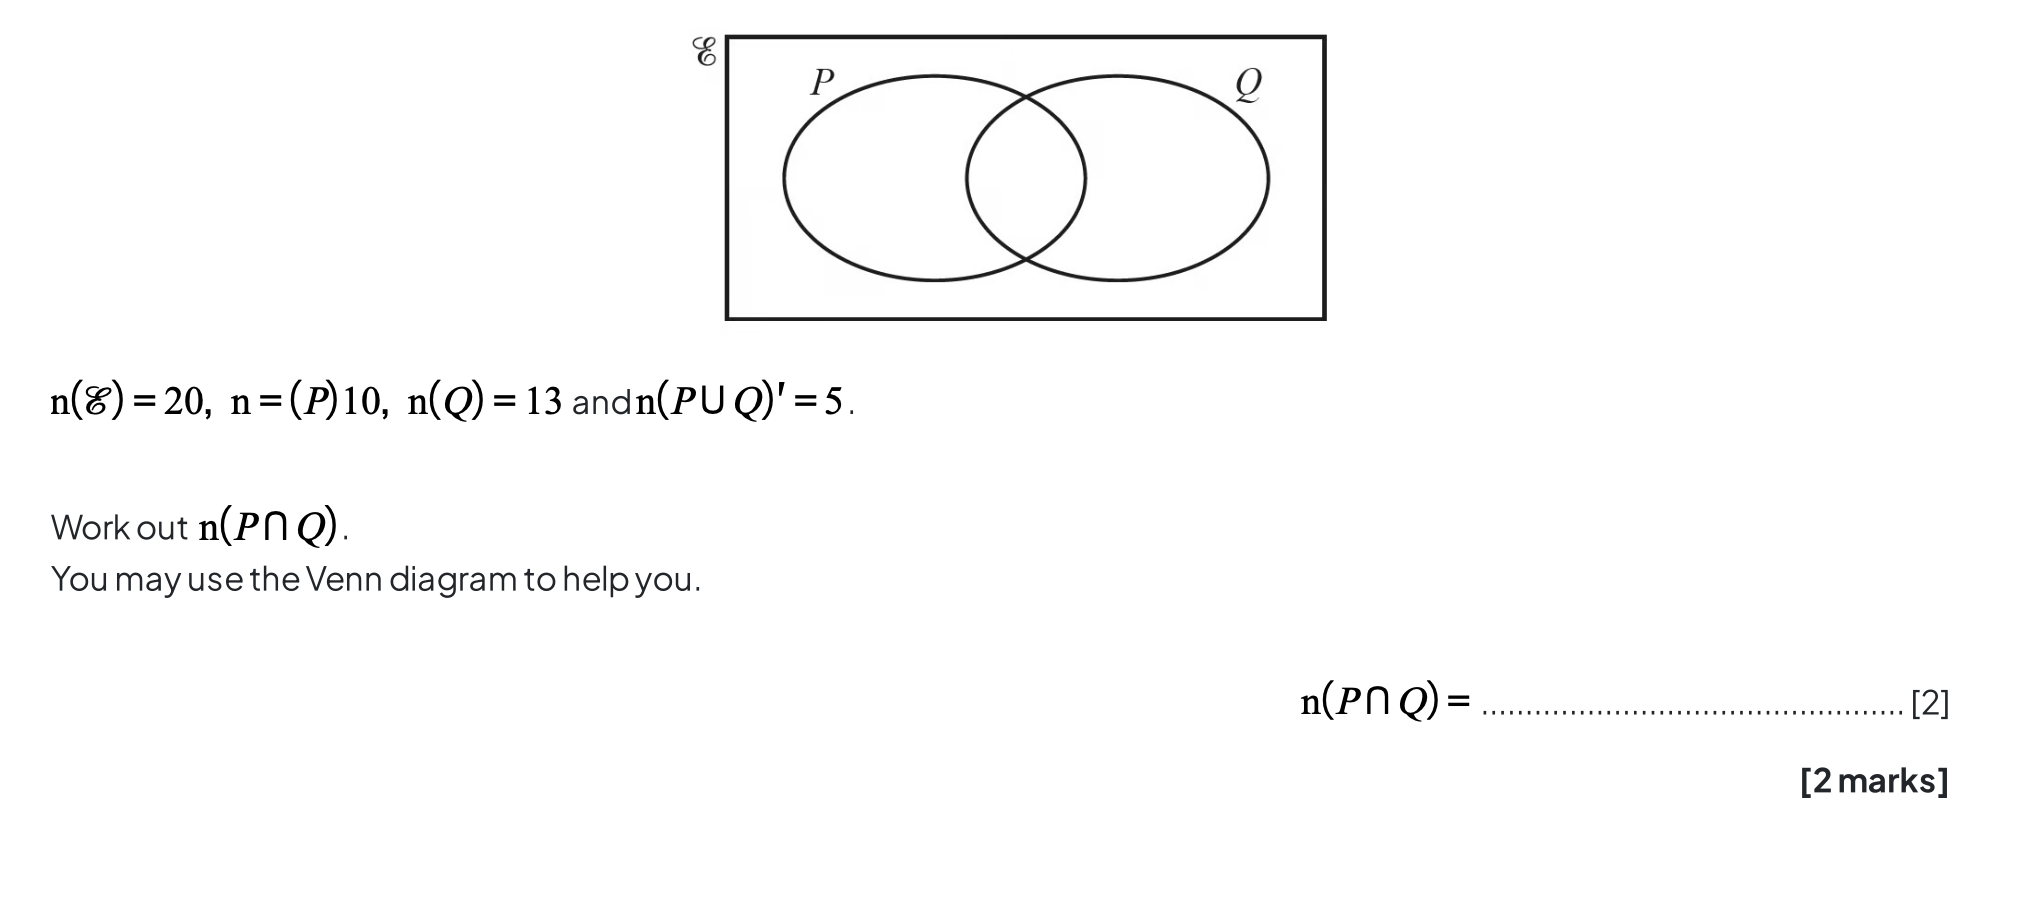 ℰ
P
Q
n(ℰ) = 20, n = (P)10, n(Q) = 13 and n(P ∪ Q)' = 5.
Work out n(P ∩ Q).
You may use the Venn diagram to help you.
n(P ∩ Q) = ................................................ [2]
[2 marks]